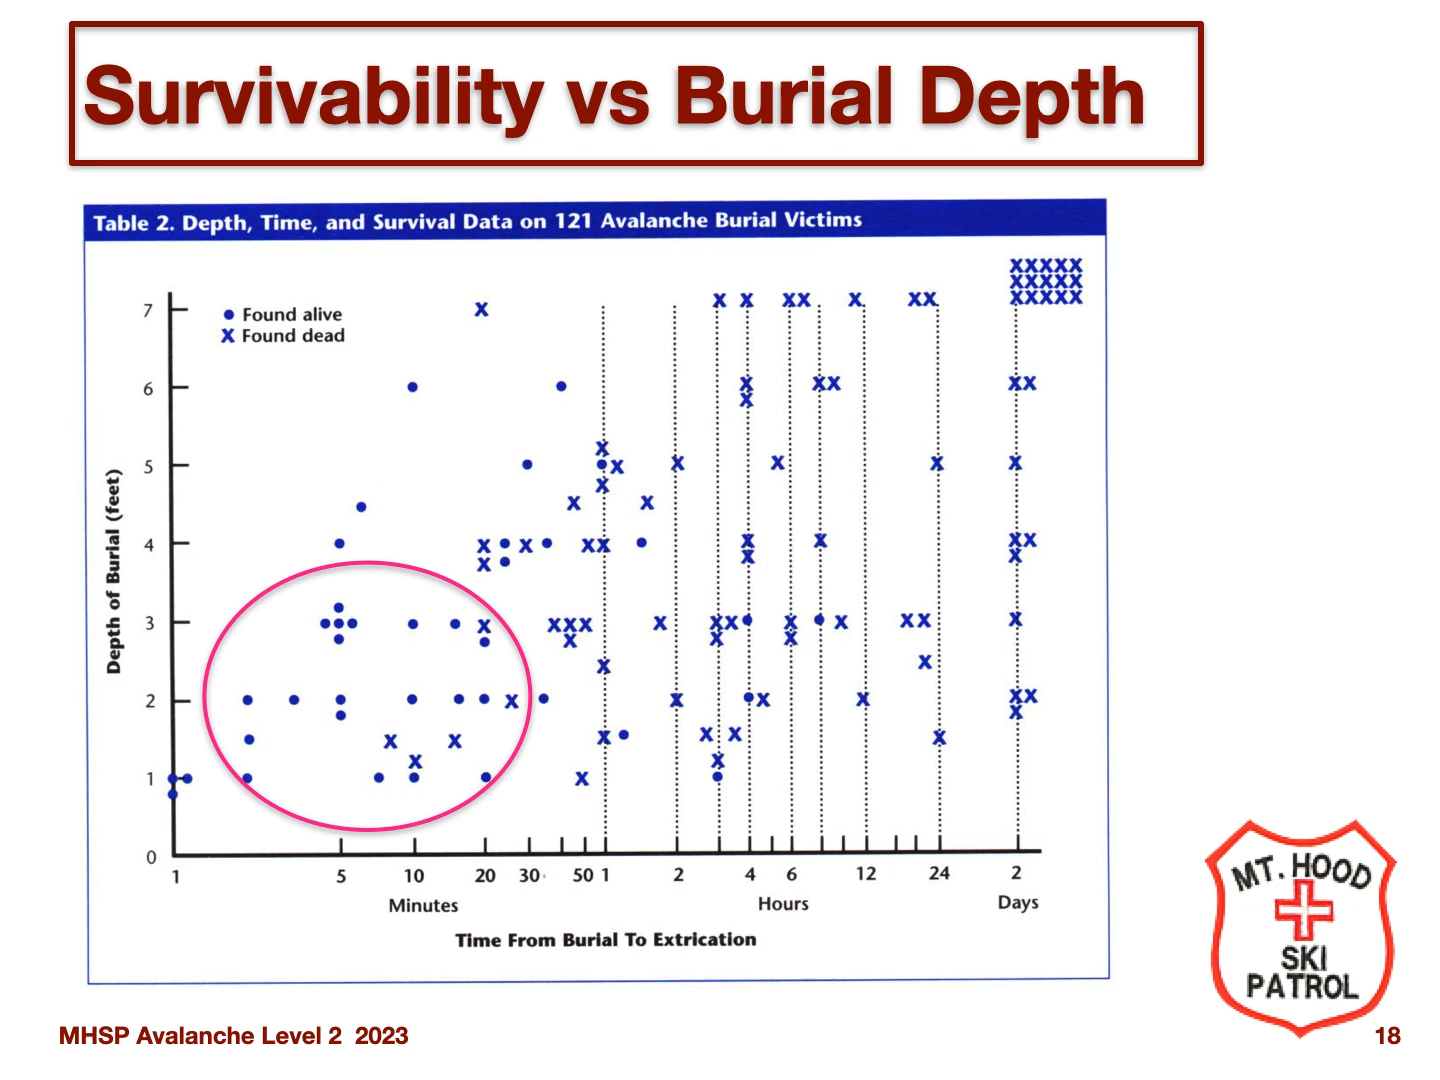 Survivability vs Burial Depth
Table 2. Depth, Time, and Survival Data on 121 Avalanche Burial Victims
● Found alive
X Found dead
7
6
5
4
3
2
1
0
Depth of Burial (feet)
1 5 10 20 30 50 1 2 4 6 12 24 2
Minutes Hours Days
Time From Burial To Extrication
MT. HOOD
SKI
PATROL
MHSP Avalanche Level 2 2023
18